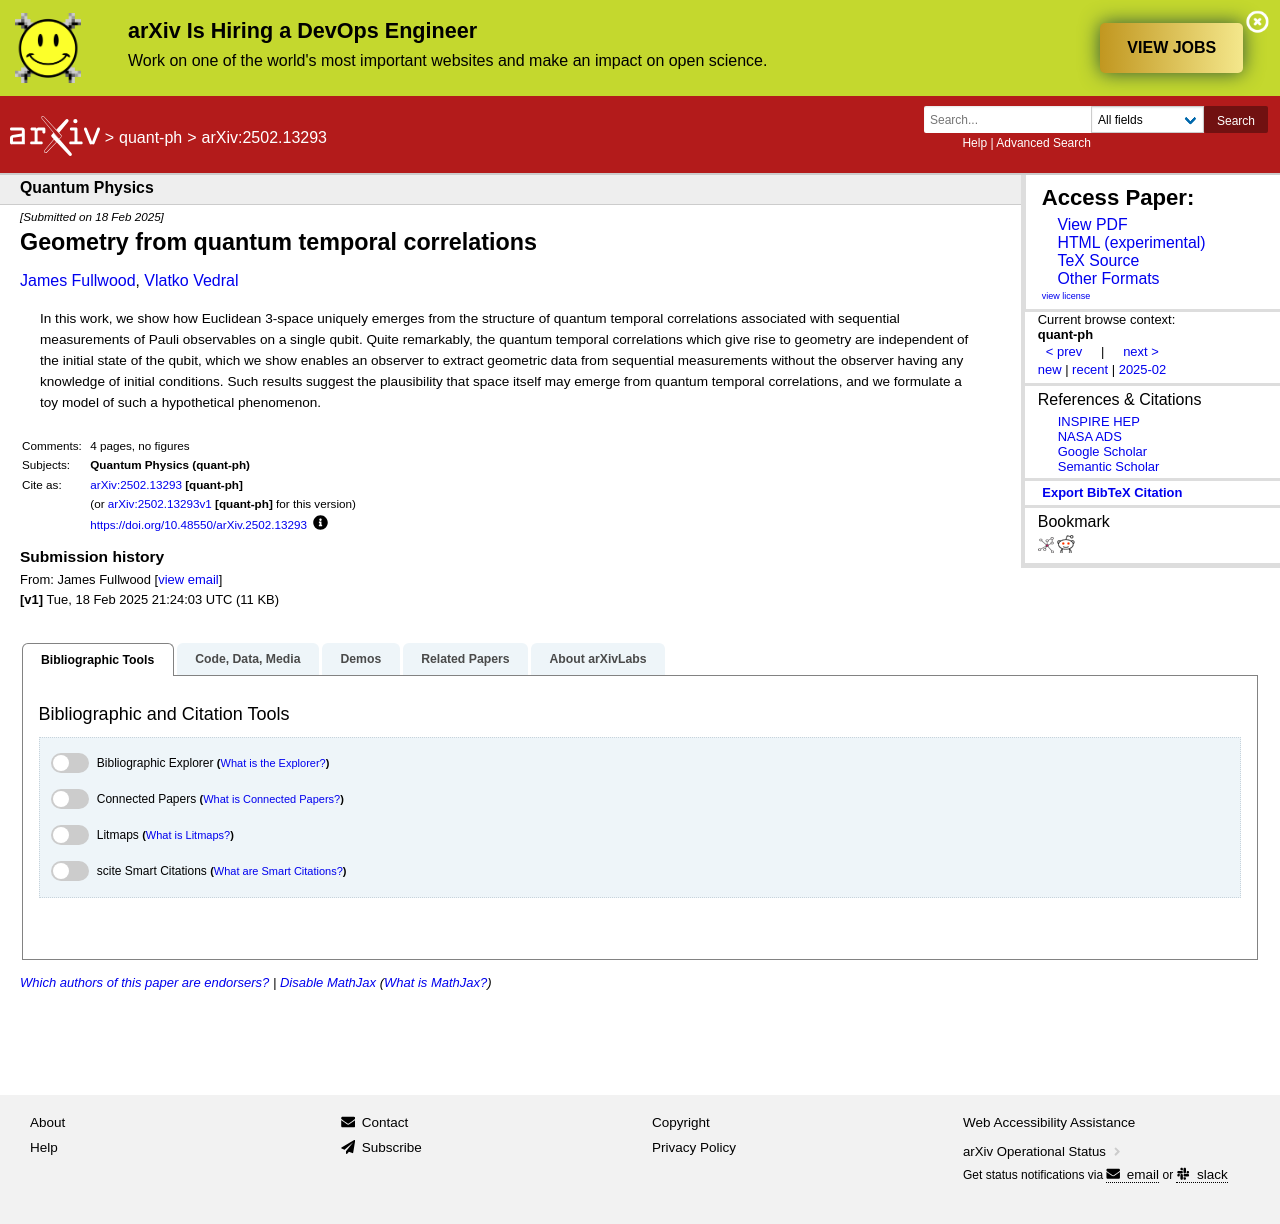 arXiv Is Hiring a DevOps Engineer
Work on one of the world's most important websites and make an impact on open science.
VIEW JOBS
arXiv > quant-ph > arXiv:2502.13293
Search...
All fields
Search
Help | Advanced Search
Quantum Physics
[Submitted on 18 Feb 2025]
Geometry from quantum temporal correlations
James Fullwood, Vlatko Vedral
In this work, we show how Euclidean 3-space uniquely emerges from the structure of quantum temporal correlations associated with sequential
measurements of Pauli observables on a single qubit. Quite remarkably, the quantum temporal correlations which give rise to geometry are independent of
the initial state of the qubit, which we show enables an observer to extract geometric data from sequential measurements without the observer having any
knowledge of initial conditions. Such results suggest the plausibility that space itself may emerge from quantum temporal correlations, and we formulate a
toy model of such a hypothetical phenomenon.
Comments: 4 pages, no figures
Subjects: Quantum Physics (quant-ph)
Cite as: arXiv:2502.13293 [quant-ph]
(or arXiv:2502.13293v1 [quant-ph] for this version)
https://doi.org/10.48550/arXiv.2502.13293
Submission history
From: James Fullwood [view email]
[v1] Tue, 18 Feb 2025 21:24:03 UTC (11 KB)
Access Paper:
View PDF
HTML (experimental)
TeX Source
Other Formats
view license
Current browse context:
quant-ph
< prev | next >
new | recent | 2025-02
References & Citations
INSPIRE HEP
NASA ADS
Google Scholar
Semantic Scholar
Export BibTeX Citation
Bookmark
Bibliographic Tools
Code, Data, Media
Demos
Related Papers
About arXivLabs
Bibliographic and Citation Tools
Bibliographic Explorer (What is the Explorer?)
Connected Papers (What is Connected Papers?)
Litmaps (What is Litmaps?)
scite Smart Citations (What are Smart Citations?)
Which authors of this paper are endorsers? | Disable MathJax (What is MathJax?)
About
Help
Contact
Subscribe
Copyright
Privacy Policy
Web Accessibility Assistance
arXiv Operational Status
Get status notifications via email or slack